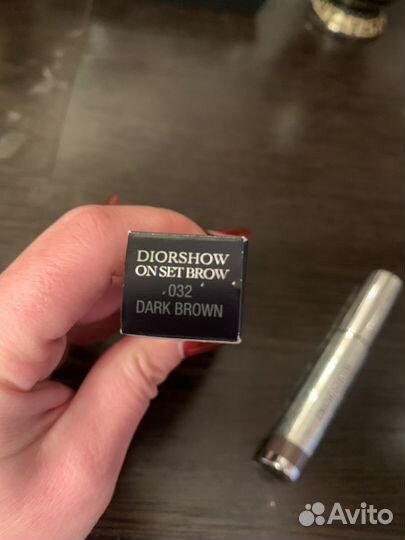 DIORSHOW
ON SET BROW
032
DARK BROWN
Avito